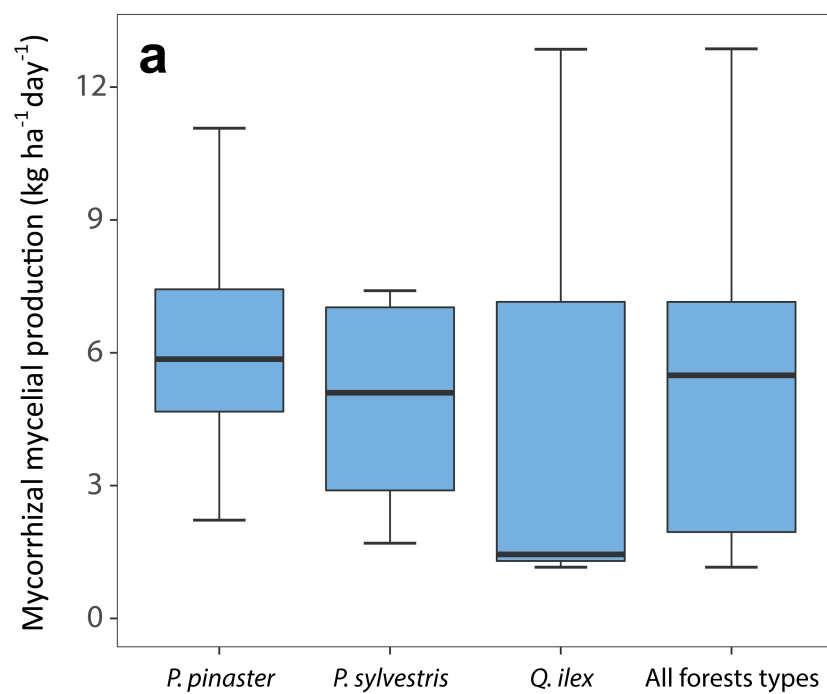 a
Mycorrhizal mycelial production (kg ha⁻¹ day⁻¹)
12
9
6
3
0
P. pinaster
P. sylvestris
Q. ilex
All forests types